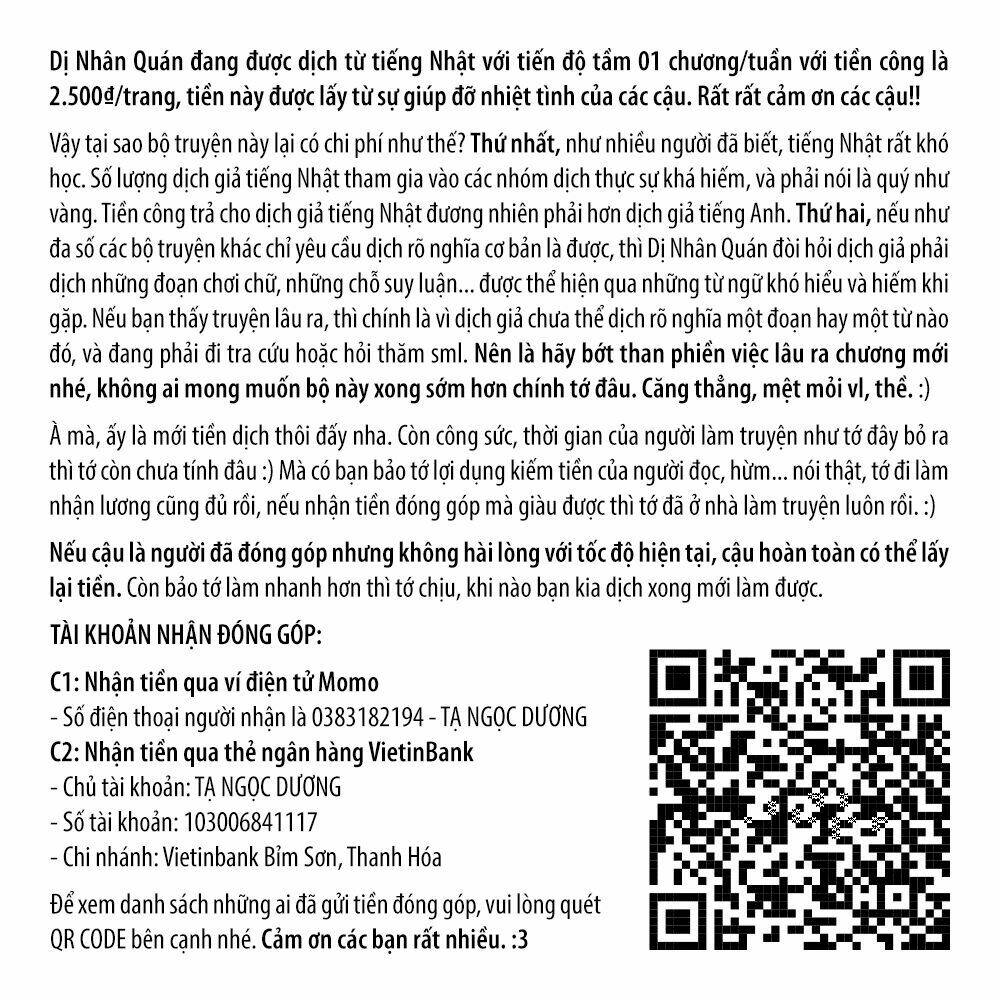 Dị Nhân Quán đang được dịch từ tiếng Nhật với tiến độ tầm 01 chương/tuần với tiền công là
2.500₫/trang, tiền này được lấy từ sự giúp đỡ nhiệt tình của các cậu. Rất rất cảm ơn các cậu!!
Vậy tại sao bộ truyện này lại có chi phí như thế? Thứ nhất, như nhiều người đã biết, tiếng Nhật rất khó
học. Số lượng dịch giả tiếng Nhật tham gia vào các nhóm dịch thực sự khá hiếm, và phải nói là quý như
vàng. Tiền công trả cho dịch giả tiếng Nhật đương nhiên phải hơn dịch giả tiếng Anh. Thứ hai, nếu như
đa số các bộ truyện khác chỉ yêu cầu dịch rõ nghĩa cơ bản là được, thì Dị Nhân Quán đòi hỏi dịch giả phải
dịch những đoạn chơi chữ, những chỗ suy luận... được thể hiện qua những từ ngữ khó hiểu và hiếm khi
gặp. Nếu bạn thấy truyện lâu ra, thì chính là vì dịch giả chưa thể dịch rõ nghĩa một đoạn hay một từ nào
đó, và đang phải đi tra cứu hoặc hỏi thăm sml. Nên là hãy bớt than phiền việc lâu ra chương mới
nhé, không ai mong muốn bộ này xong sớm hơn chính tớ đâu. Căng thẳng, mệt mỏi vl, thề. :)
À mà, ấy là mới tiền dịch thôi đấy nha. Còn công sức, thời gian của người làm truyện như tớ đây bỏ ra
thì tớ còn chưa tính đâu :) Mà có bạn bảo tớ lợi dụng kiếm tiền của người đọc, hừm... nói thật, tớ đi làm
nhận lương cũng đủ rồi, nếu nhận tiền đóng góp mà giàu được thì tớ đã ở nhà làm truyện luôn rồi. :)
Nếu cậu là người đã đóng góp nhưng không hài lòng với tốc độ hiện tại, cậu hoàn toàn có thể lấy
lại tiền. Còn bảo tớ làm nhanh hơn thì tớ chịu, khi nào bạn kia dịch xong mới làm được.
TÀI KHOẢN NHẬN ĐÓNG GÓP:
C1: Nhận tiền qua ví điện tử Momo
- Số điện thoại người nhận là 0383182194 - TẠ NGỌC DƯƠNG
C2: Nhận tiền qua thẻ ngân hàng VietinBank
- Chủ tài khoản: TẠ NGỌC DƯƠNG
- Số tài khoản: 103006841117
- Chi nhánh: Vietinbank Bỉm Sơn, Thanh Hóa
Để xem danh sách những ai đã gửi tiền đóng góp, vui lòng quét
QR CODE bên cạnh nhé. Cảm ơn các bạn rất nhiều. :3